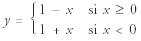 y = { 1 − x si x ≥ 0
1 + x si x < 0